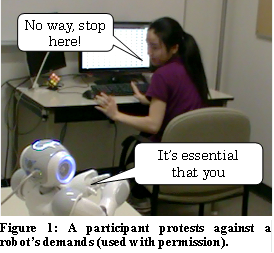 No way, stop
here!
It's essential
that you
Figure 1: A participant protests against a
robot's demands (used with permission).